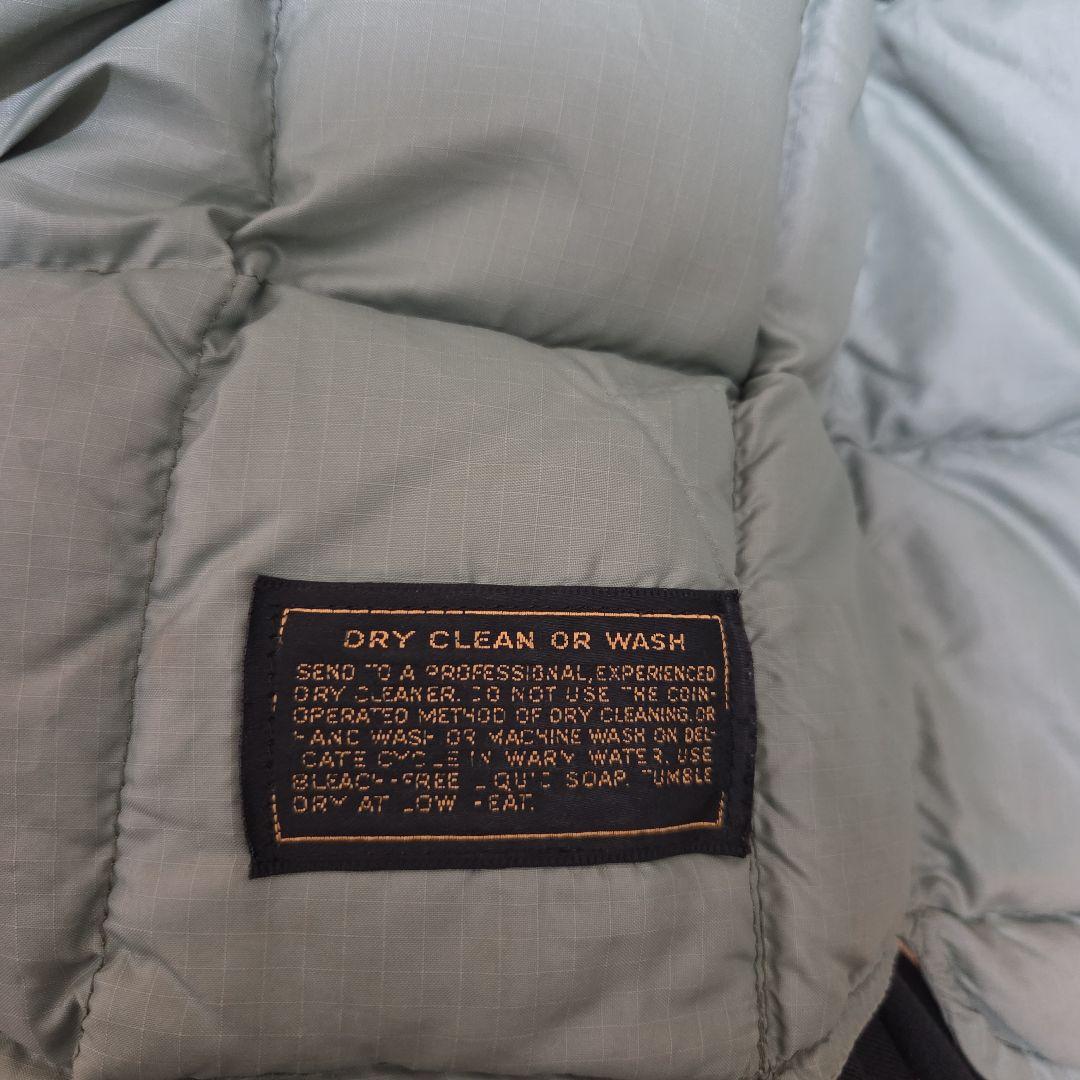 DRY CLEAN OR WASH
SEND TO A PROFESSIONAL, EXPERIENCED
DRY CLEANER. DO NOT USE THE COIN-
OPERATED METHOD OF DRY CLEANING. OR
HAND WASH OR MACHINE WASH ON DEL-
ICATE CYCLE IN WARM WATER. USE
BLEACH-FREE LIQUID SOAP. TUMBLE
DRY AT LOW HEAT.